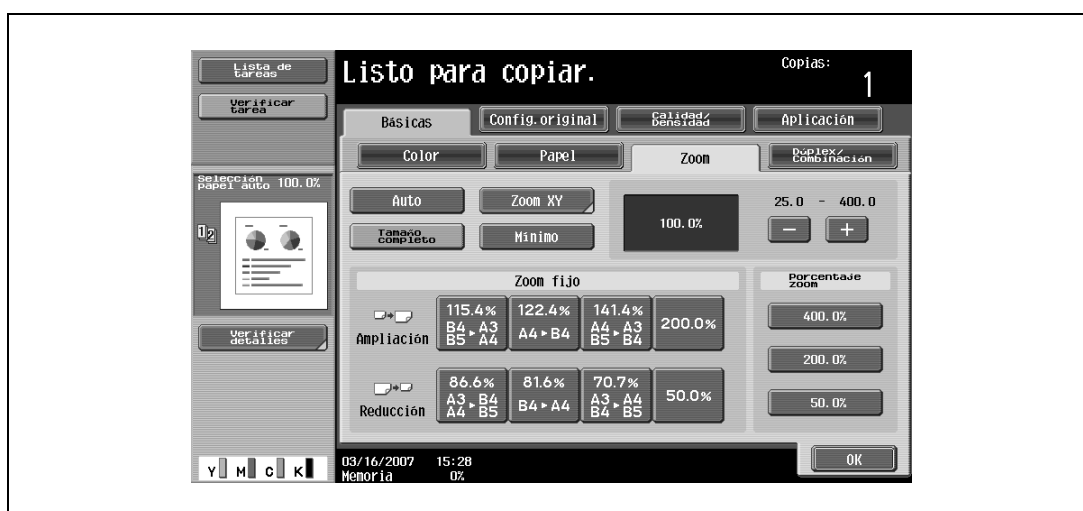 Lista de
tareas
Verificar
tarea
Listo para copiar.
Copias:
1
Básicas
Config.original
Calidad/
Densidad
Aplicación
Color
Papel
Zoom
Dúplex/
Combinación
Selección
papel auto 100.0%
12
Auto
Zoom XY
Tamaño
completo
Mínimo
100.0%
25.0 - 400.0
− +
Zoom fijo
Porcentaje
zoom
Ampliación
115.4%
B4 ▸ A3
B5 ▸ A4
122.4%
A4 ▸ B4
141.4%
A4 ▸ A3
B5 ▸ B4
200.0%
400.0%
200.0%
50.0%
Reducción
86.6%
A3 ▸ B4
A4 ▸ B5
81.6%
B4 ▸ A4
70.7%
A3 ▸ A4
B4 ▸ B5
50.0%
Verificar
detalles
Y M C K
03/16/2007 15:28
Memoria 0%
OK